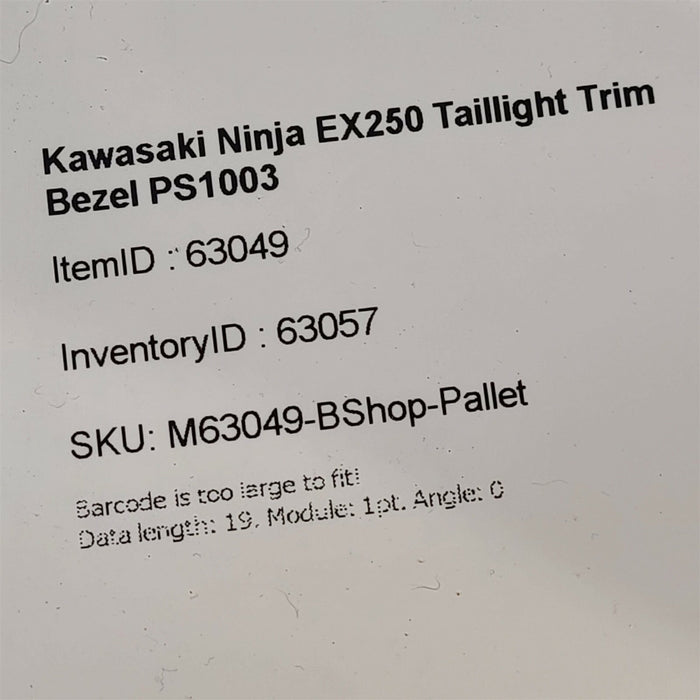 Kawasaki Ninja EX250 Taillight Trim
Bezel PS1003
ItemID : 63049
InventoryID : 63057
SKU: M63049-BShop-Pallet
Barcode is too large to fit!
Data length: 19. Module: 1pt. Angle: 0